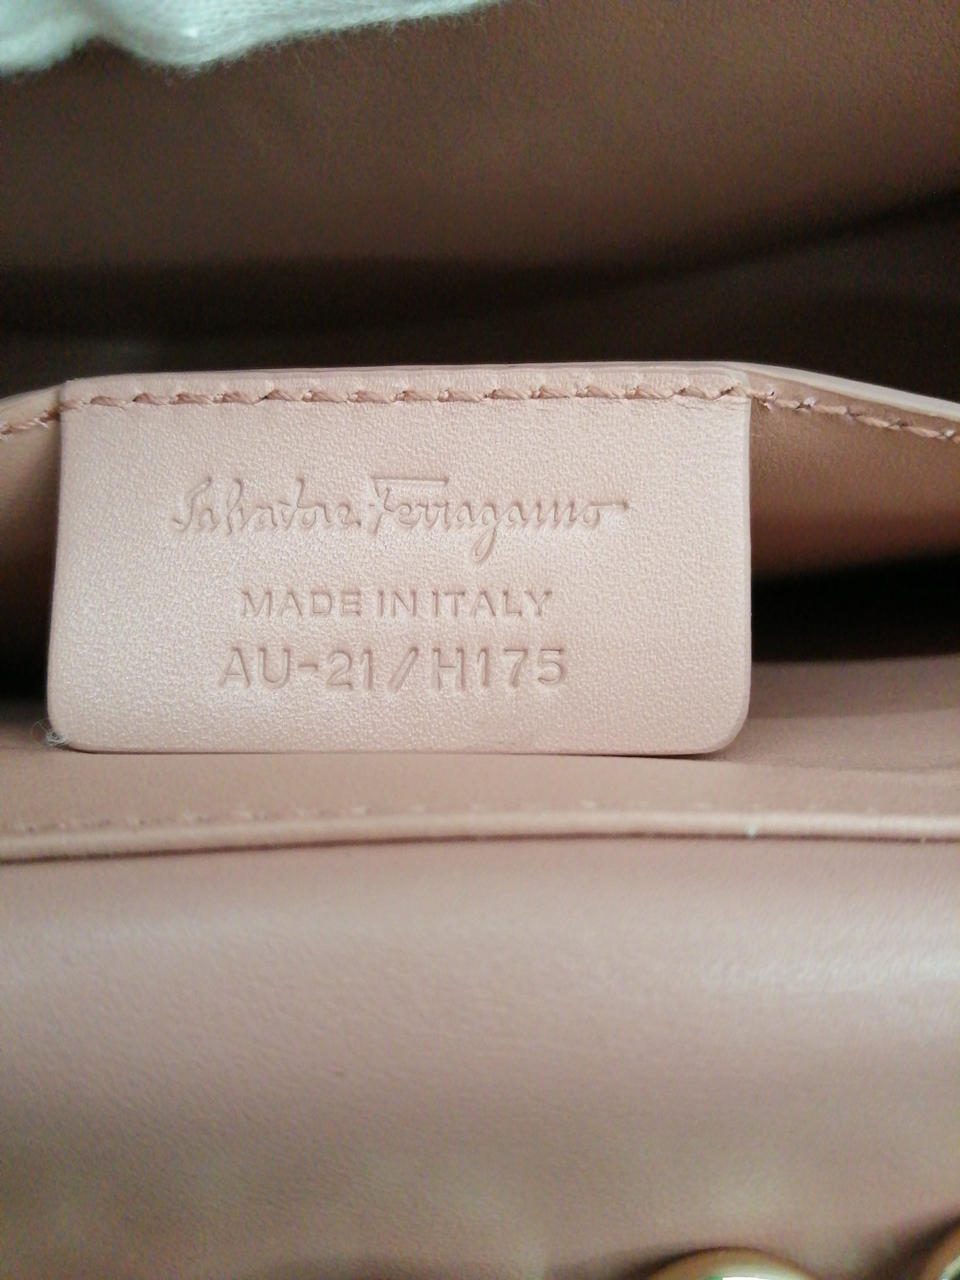 Salvatore Ferragamo
MADE IN ITALY
AU-21/H175